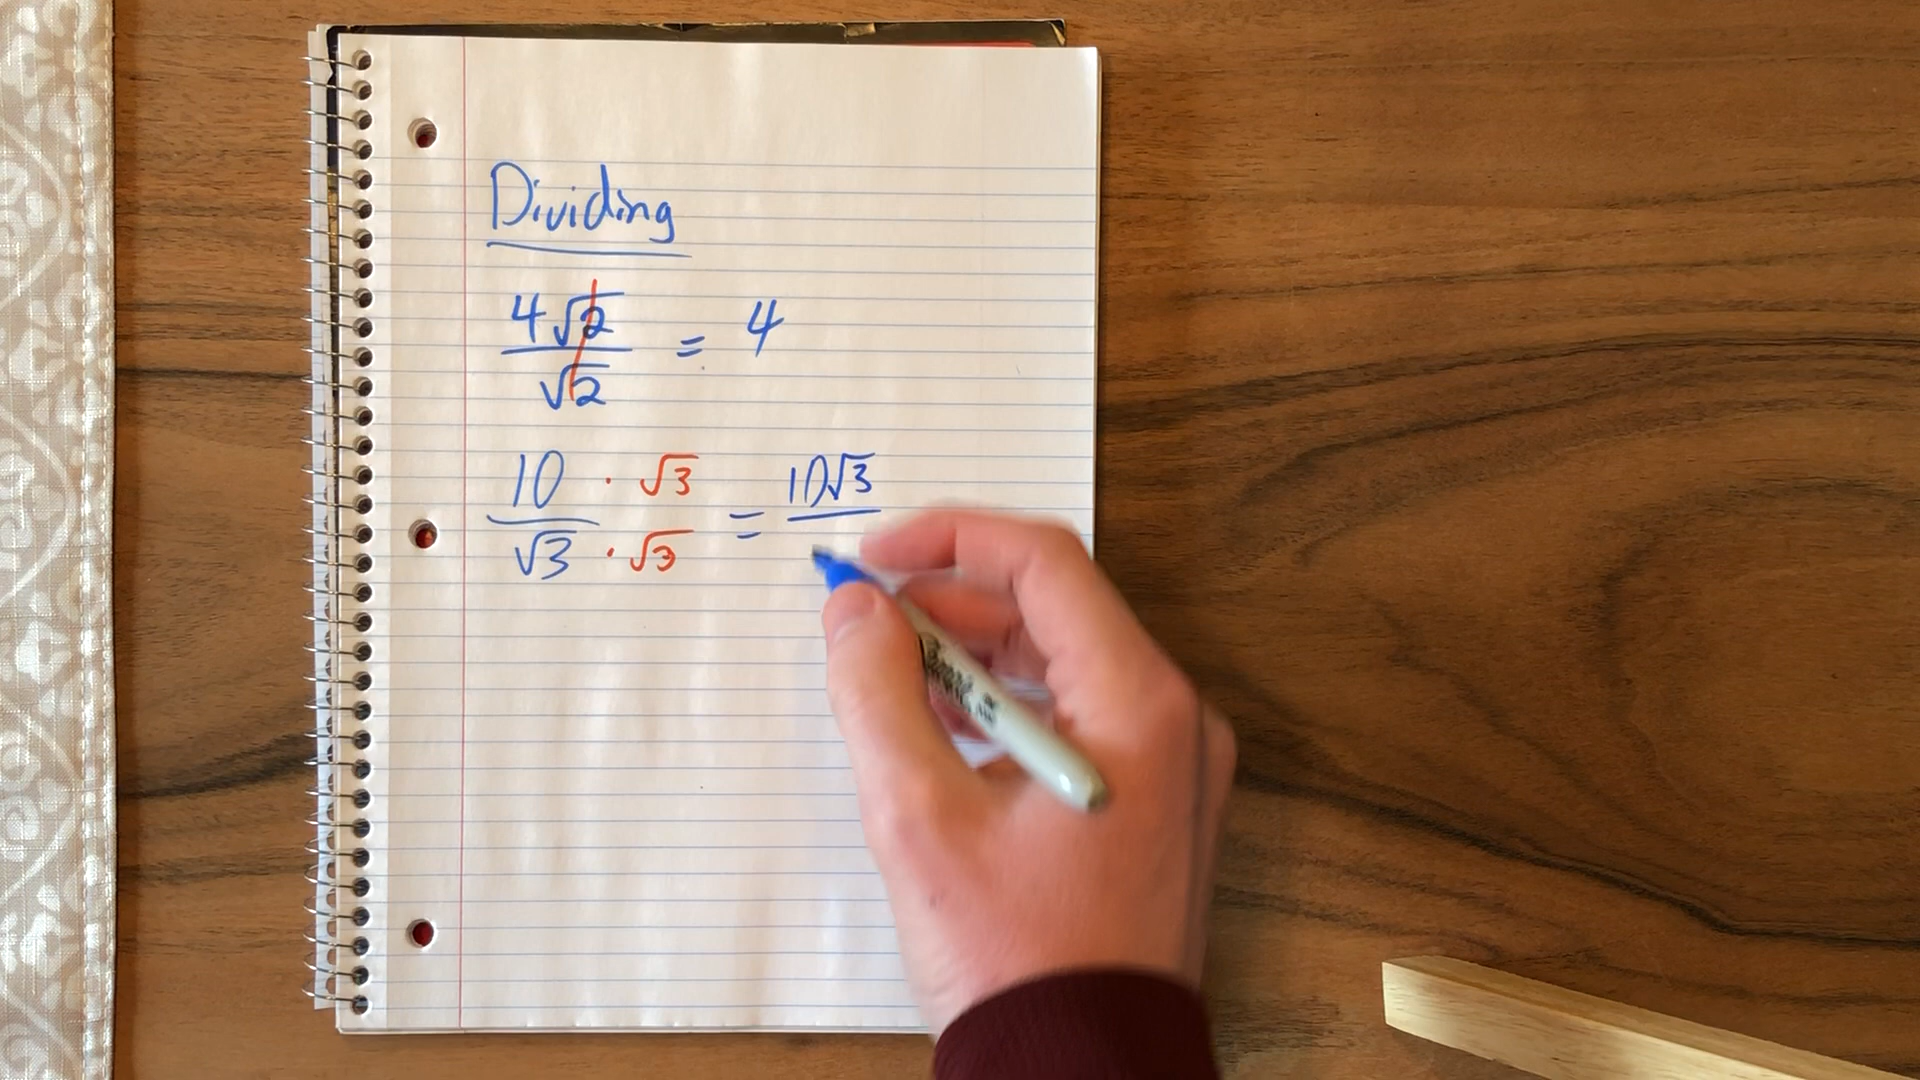 Dividing
4√2 / √2 = 4
10 · √3 / √3 · √3 = 10√3